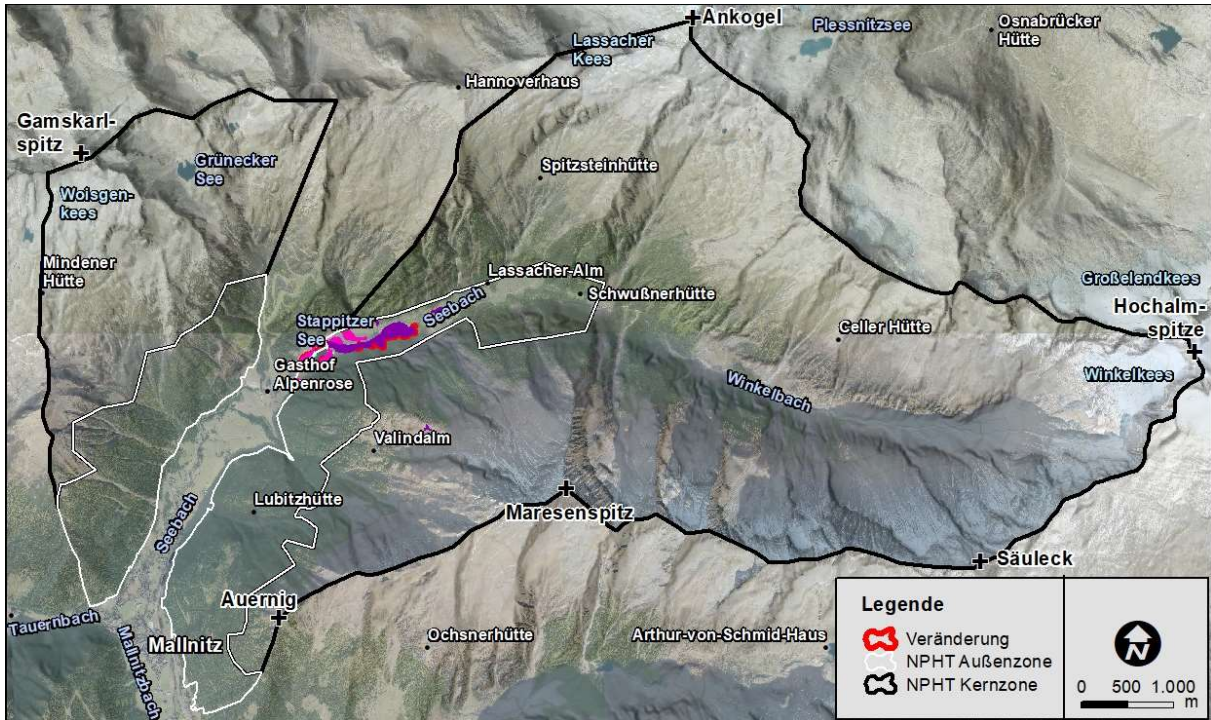 Ankogel
Plessnitzsee
Osnabrücker
Hütte
Lassacher
Kees
Hannoverhaus
Gamskarl-
spitz
Grünecker
See
Spitzsteinhütte
Woisgen-
kees
Mindener
Hütte
Lassacher-Alm
Großelendkees
Schwußnerhütte
Seebach
Hochalm-
spitze
Stappitzer
See
Celler Hütte
Gasthof
Alpenrose
Winkelbach
Winkelkees
Valindalm
Lubitzhütte
Maresenspitz
Seebach
Säuleck
Auernig
Tauernbach
Mallnitz
Mallnitzbach
Ochsnerhütte
Arthur-von-Schmid-Haus
Legende
Veränderung
NPHT Außenzone
NPHT Kernzone
N
0 500 1.000
m